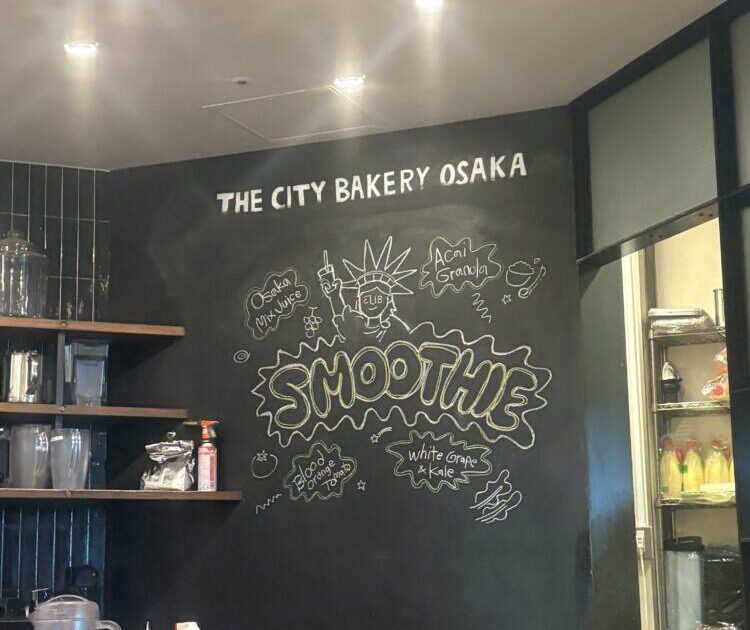 THE CITY BAKERY OSAKA
Osaka
Mix Juice
Acai
Granola
SMOOTHIE
Blood
Orange
Tomato
White Grape
& Kale